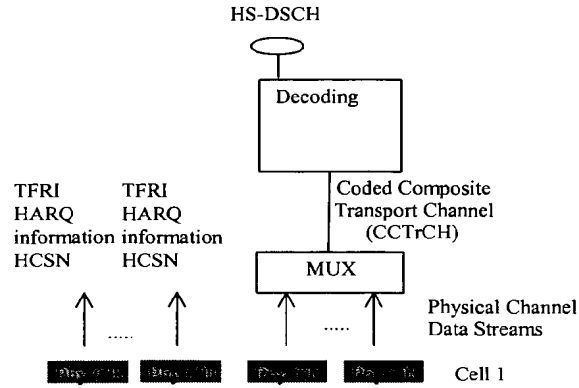 HS-DSCH
Decoding
TFRI
HARQ
information
HCSN
TFRI
HARQ
information
HCSN
Coded Composite
Transport Channel
(CCTrCH)
MUX
Physical Channel
Data Streams
.....
.....
Cell 1